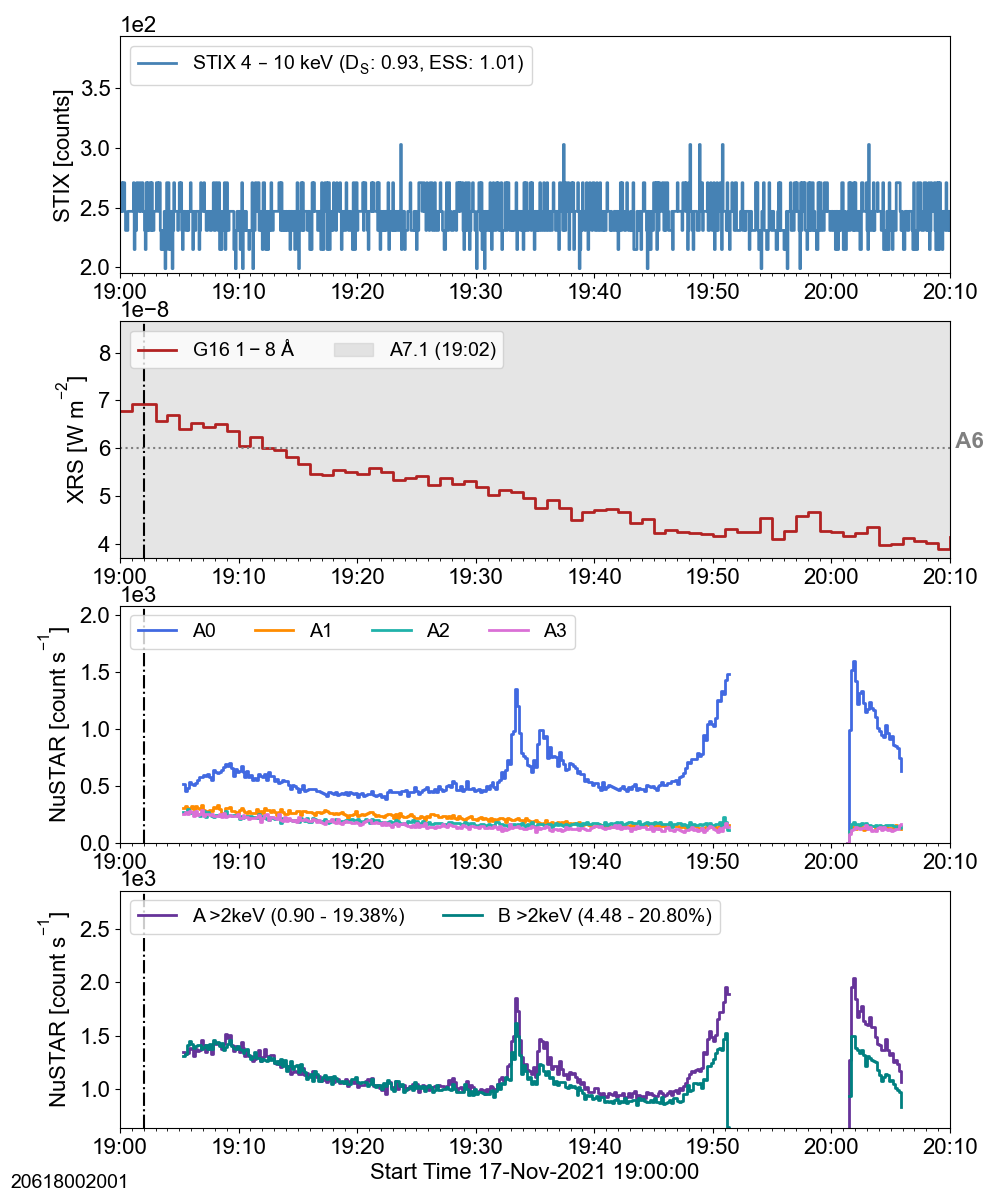 1e2
STIX 4 – 10 keV (DS: 0.93, ESS: 1.01)
STIX [counts]
3.5
3.0
2.5
2.0
19:00 19:10 19:20 19:30 19:40 19:50 20:00 20:10
1e−8
G16 1 – 8 Å A7.1 (19:02)
XRS [W m−2]
8
7
6
5
4
A6
19:00 19:10 19:20 19:30 19:40 19:50 20:00 20:10
1e3
A0 A1 A2 A3
NuSTAR [count s−1]
2.0
1.5
1.0
0.5
0.0
19:00 19:10 19:20 19:30 19:40 19:50 20:00 20:10
1e3
A >2keV (0.90 - 19.38%) B >2keV (4.48 - 20.80%)
NuSTAR [count s−1]
2.5
2.0
1.5
1.0
19:00 19:10 19:20 19:30 19:40 19:50 20:00 20:10
Start Time 17-Nov-2021 19:00:00
20618002001